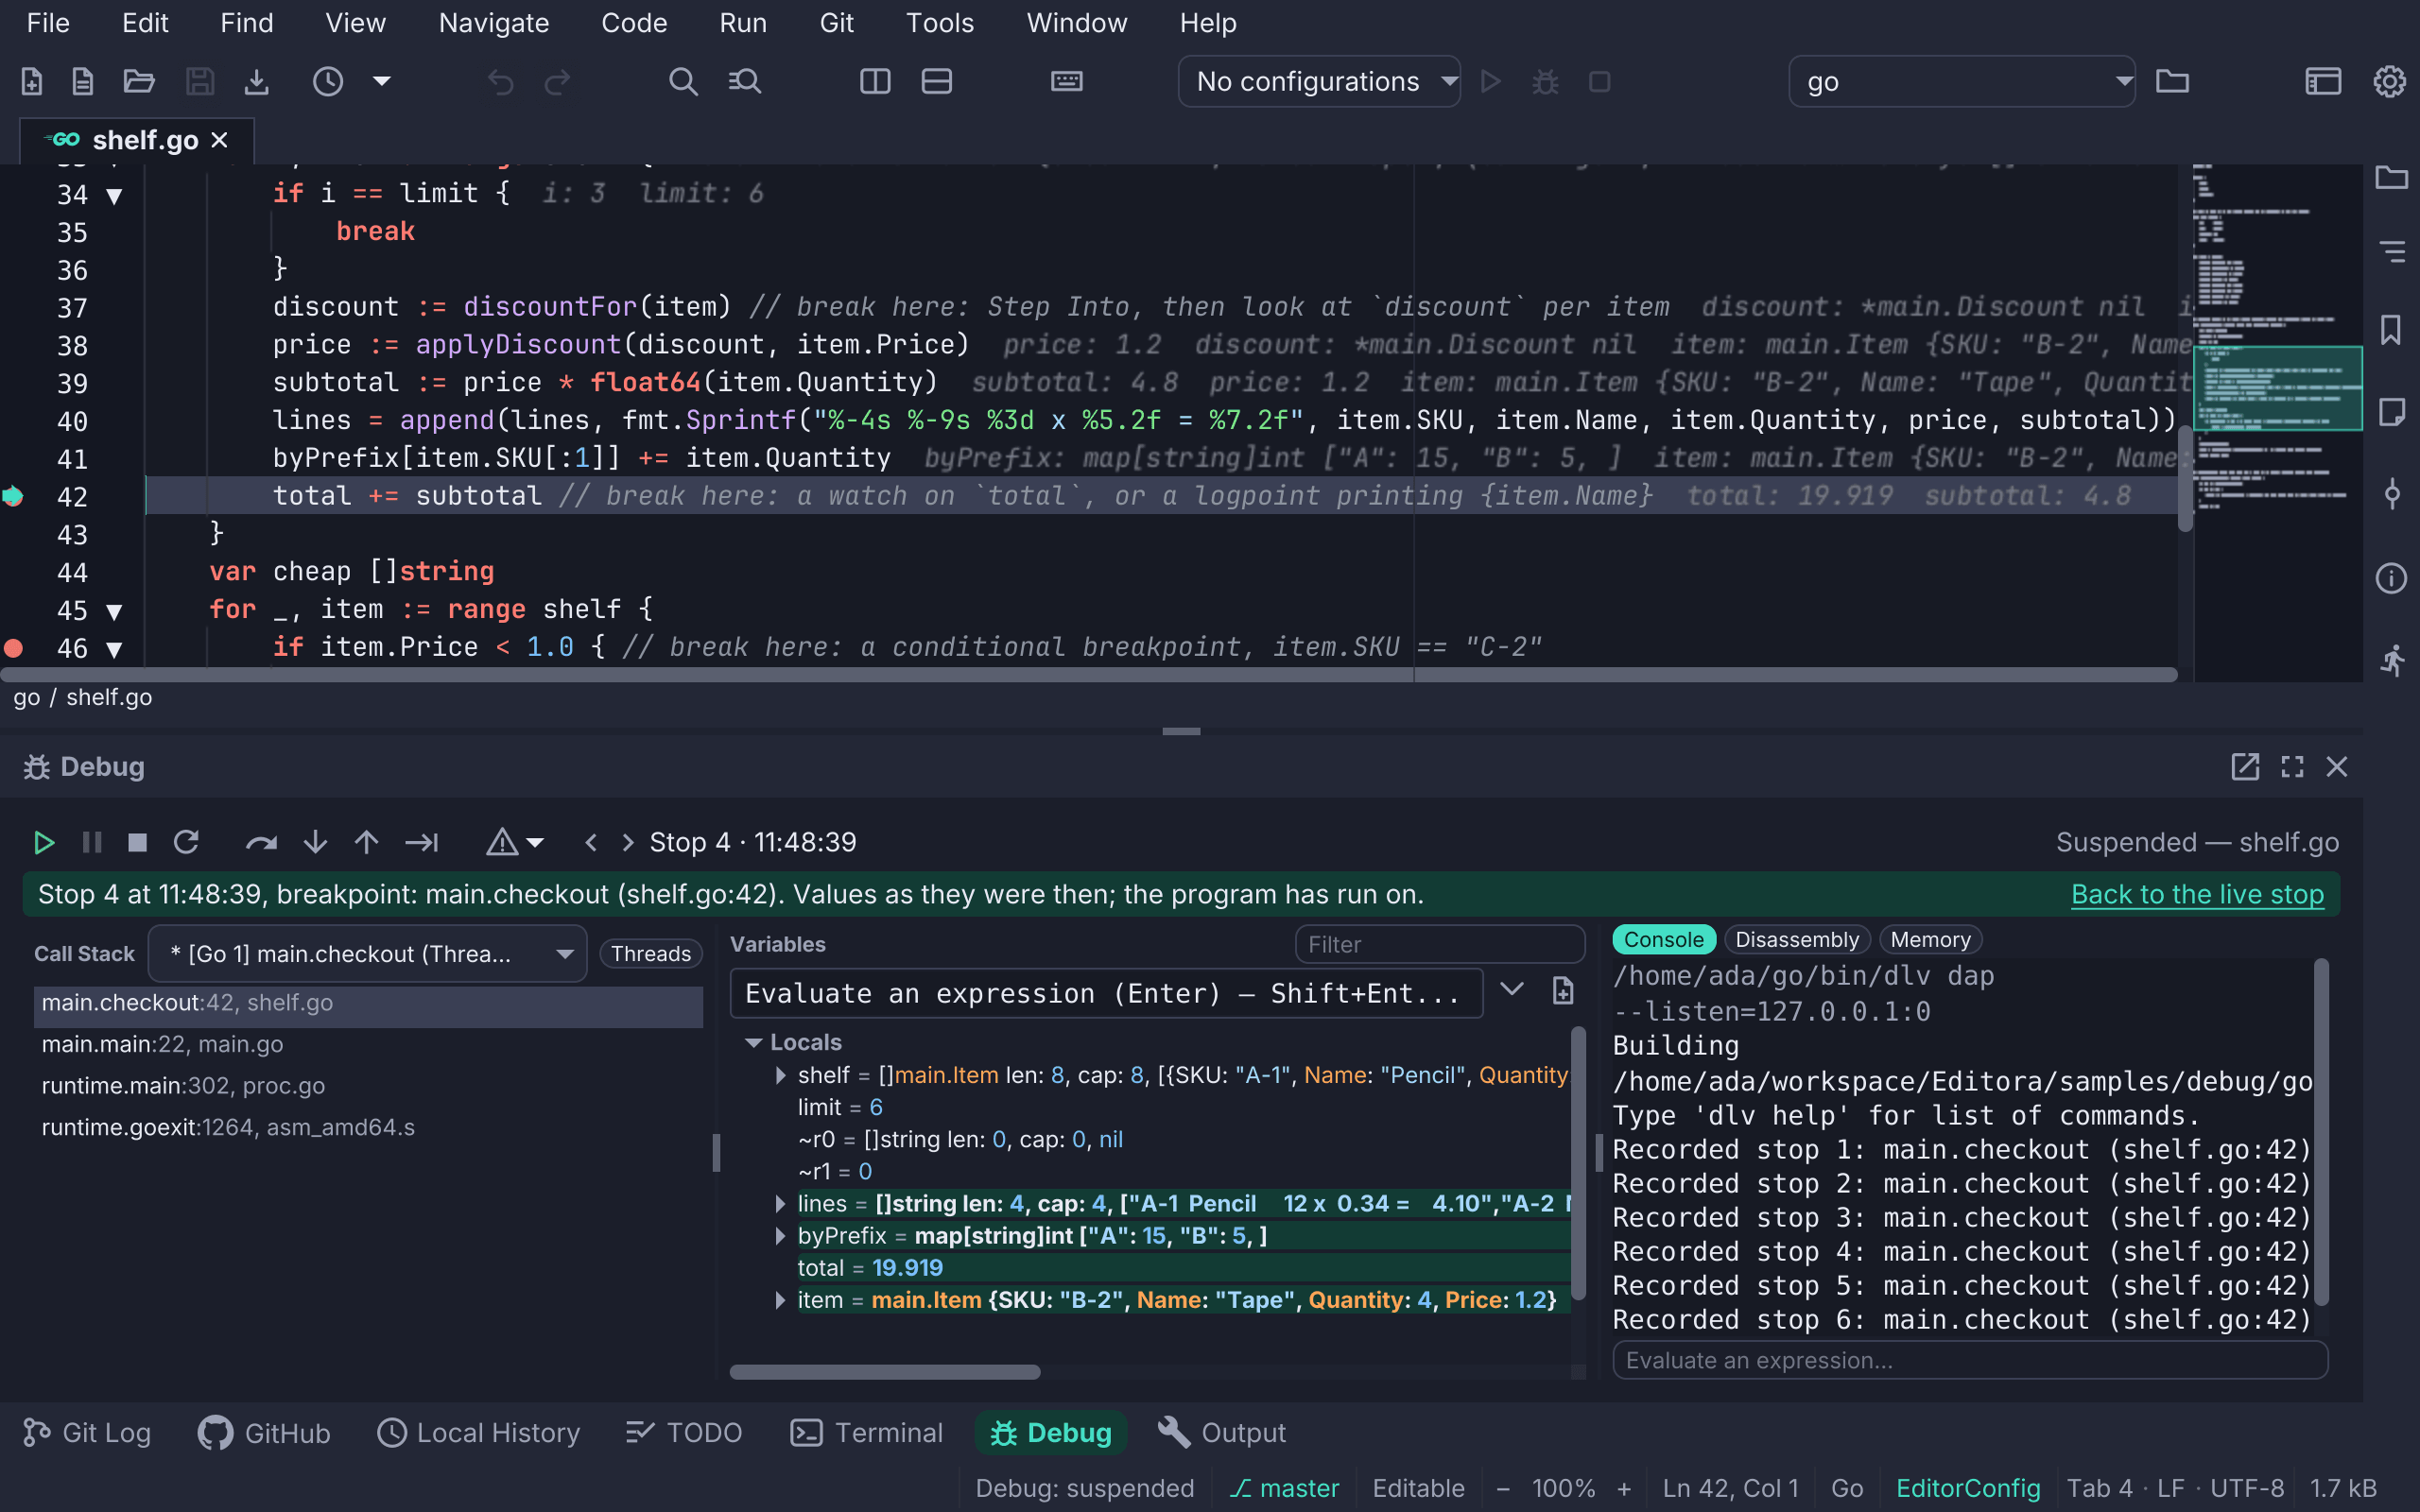 File Edit Find View Navigate Code Run Git Tools Window Help
No configurations
go
GO shelf.go
34 if i == limit { i: 3 limit: 6
35 break
36 }
37 discount := discountFor(item) // break here: Step Into, then look at `discount` per item discount: *main.Discount nil
38 price := applyDiscount(discount, item.Price) price: 1.2 discount: *main.Discount nil item: main.Item {SKU: "B-2", Name
39 subtotal := price * float64(item.Quantity) subtotal: 4.8 price: 1.2 item: main.Item {SKU: "B-2", Name: "Tape", Quantit
40 lines = append(lines, fmt.Sprintf("%-4s %-9s %3d x %5.2f = %7.2f", item.SKU, item.Name, item.Quantity, price, subtotal))
41 byPrefix[item.SKU[:1]] += item.Quantity byPrefix: map[string]int ["A": 15, "B": 5, ] item: main.Item {SKU: "B-2", Name:
42 total += subtotal // break here: a watch on `total`, or a logpoint printing {item.Name} total: 19.919 subtotal: 4.8
43 }
44 var cheap []string
45 for _, item := range shelf {
46 if item.Price < 1.0 { // break here: a conditional breakpoint, item.SKU == "C-2"
go / shelf.go
Debug
Stop 4 · 11:48:39
Suspended — shelf.go
Stop 4 at 11:48:39, breakpoint: main.checkout (shelf.go:42). Values as they were then; the program has run on.
Back to the live stop
Call Stack
* [Go 1] main.checkout (Threa...
Threads
main.checkout:42, shelf.go
main.main:22, main.go
runtime.main:302, proc.go
runtime.goexit:1264, asm_amd64.s
Variables
Filter
Evaluate an expression (Enter) – Shift+Ent...
Locals
shelf = []main.Item len: 8, cap: 8, [{SKU: "A-1", Name: "Pencil", Quantity
limit = 6
~r0 = []string len: 0, cap: 0, nil
~r1 = 0
lines = []string len: 4, cap: 4, ["A-1 Pencil 12 x 0.34 = 4.10","A-2
byPrefix = map[string]int ["A": 15, "B": 5, ]
total = 19.919
item = main.Item {SKU: "B-2", Name: "Tape", Quantity: 4, Price: 1.2}
Console Disassembly Memory
/home/ada/go/bin/dlv dap
--listen=127.0.0.1:0
Building
/home/ada/workspace/Editora/samples/debug/go
Type 'dlv help' for list of commands.
Recorded stop 1: main.checkout (shelf.go:42)
Recorded stop 2: main.checkout (shelf.go:42)
Recorded stop 3: main.checkout (shelf.go:42)
Recorded stop 4: main.checkout (shelf.go:42)
Recorded stop 5: main.checkout (shelf.go:42)
Recorded stop 6: main.checkout (shelf.go:42)
Evaluate an expression...
Git Log GitHub Local History TODO Terminal Debug Output
Debug: suspended master Editable − 100% + Ln 42, Col 1 Go EditorConfig Tab 4 · LF · UTF-8 1.7 kB